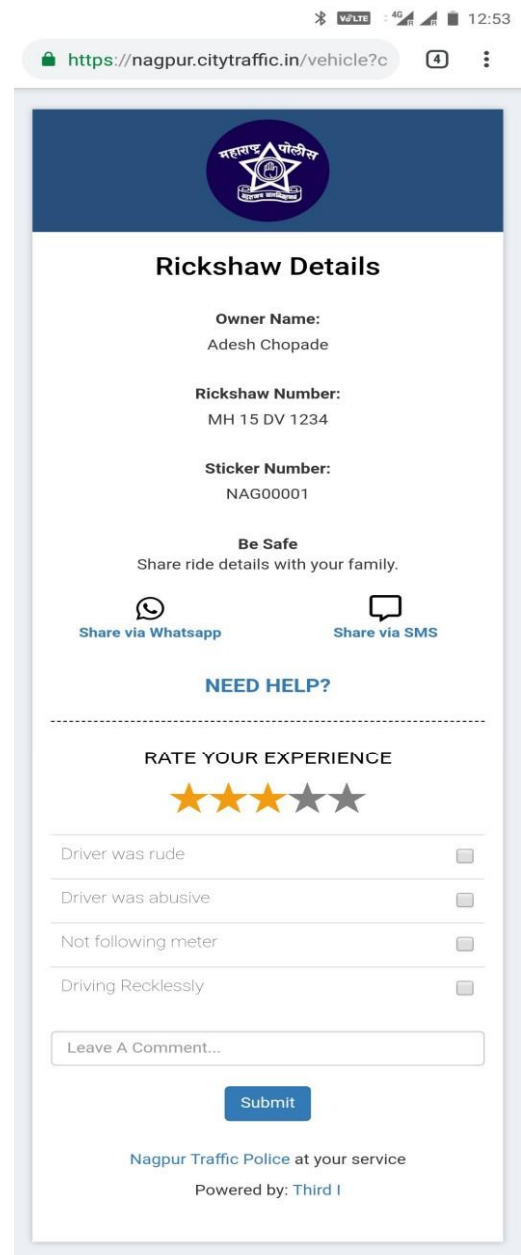 VoLTE 4G R R 12:53
https://nagpur.citytraffic.in/vehicle?c 4
महाराष्ट्र पोलीस
Rickshaw Details
Owner Name:
Adesh Chopade
Rickshaw Number:
MH 15 DV 1234
Sticker Number:
NAG00001
Be Safe
Share ride details with your family.
Share via Whatsapp Share via SMS
NEED HELP?
RATE YOUR EXPERIENCE
Driver was rude
Driver was abusive
Not following meter
Driving Recklessly
Leave A Comment...
Submit
Nagpur Traffic Police at your service
Powered by: Third I